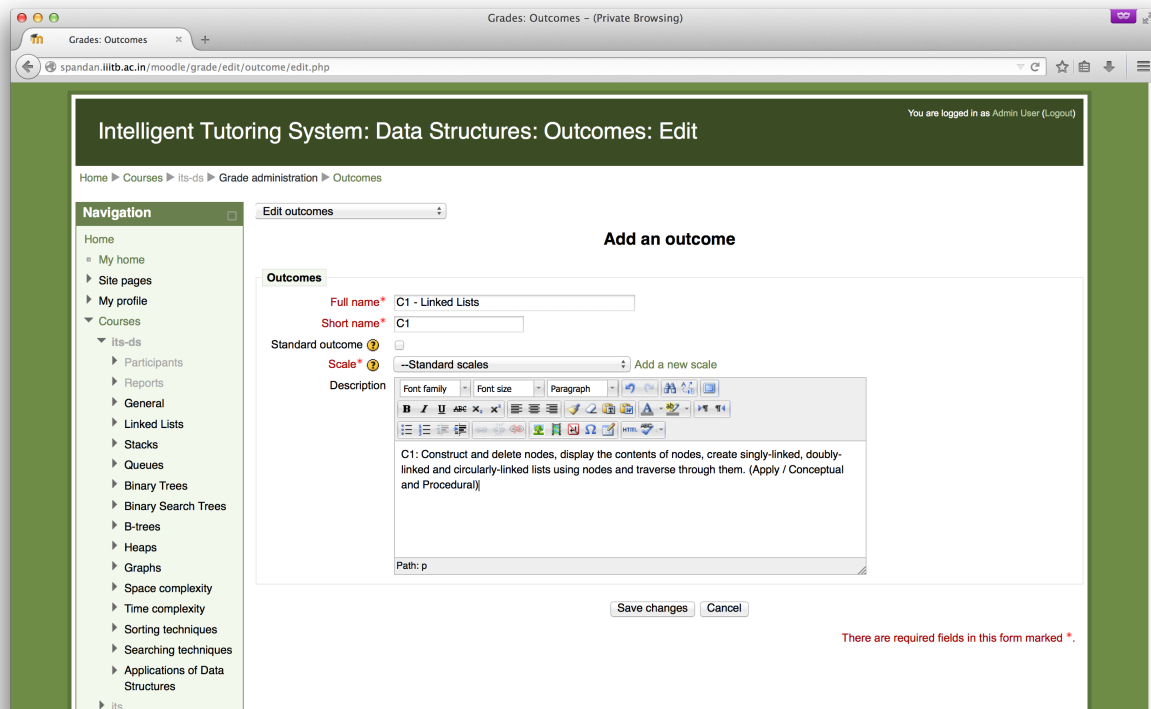 Grades: Outcomes – (Private Browsing)
Grades: Outcomes × +
spandan.iiitb.ac.in/moodle/grade/edit/outcome/edit.php
You are logged in as Admin User (Logout)
Intelligent Tutoring System: Data Structures: Outcomes: Edit
Home ▶ Courses ▶ its-ds ▶ Grade administration ▶ Outcomes
Navigation
Home
My home
Site pages
My profile
Courses
its-ds
Participants
Reports
General
Linked Lists
Stacks
Queues
Binary Trees
Binary Search Trees
B-trees
Heaps
Graphs
Space complexity
Time complexity
Sorting techniques
Searching techniques
Applications of Data
Structures
its
Edit outcomes
Add an outcome
Outcomes
Full name* C1 - Linked Lists
Short name* C1
Standard outcome ?
Scale* ? --Standard scales Add a new scale
Description
Font family Font size Paragraph
B I U ABC x₂ x²
HTML ABC
C1: Construct and delete nodes, display the contents of nodes, create singly-linked, doubly-
linked and circularly-linked lists using nodes and traverse through them. (Apply / Conceptual
and Procedural)
Path: p
Save changes Cancel
There are required fields in this form marked *.